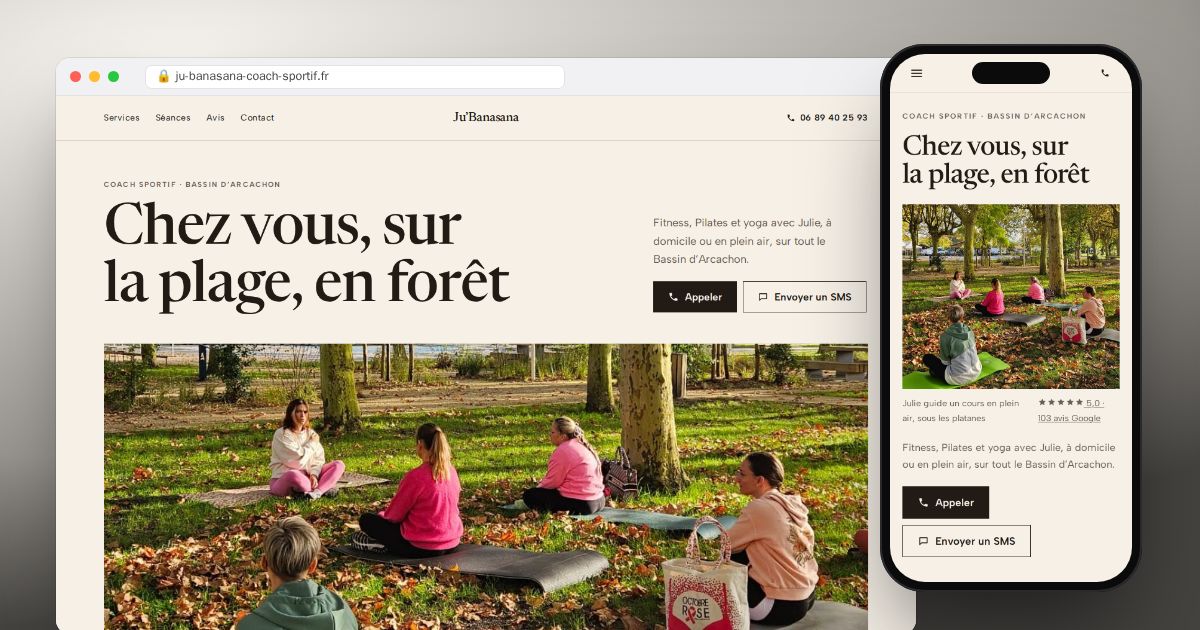 ju-banasana-coach-sportif.fr
Services Séances Avis Contact
Ju'Banasana
06 89 40 25 93
COACH SPORTIF · BASSIN D'ARCACHON
Chez vous, sur
la plage, en forêt
Fitness, Pilates et yoga avec Julie, à
domicile ou en plein air, sur tout le
Bassin d'Arcachon.
Appeler
Envoyer un SMS
OCTOBRE
ROSE
COACH SPORTIF · BASSIN D'ARCACHON
Chez vous, sur
la plage, en forêt
Julie guide un cours en plein
air, sous les platanes
★★★★★ 5,0 ·
103 avis Google
Fitness, Pilates et yoga avec Julie, à domicile
ou en plein air, sur tout le Bassin d'Arcachon.
Appeler
Envoyer un SMS